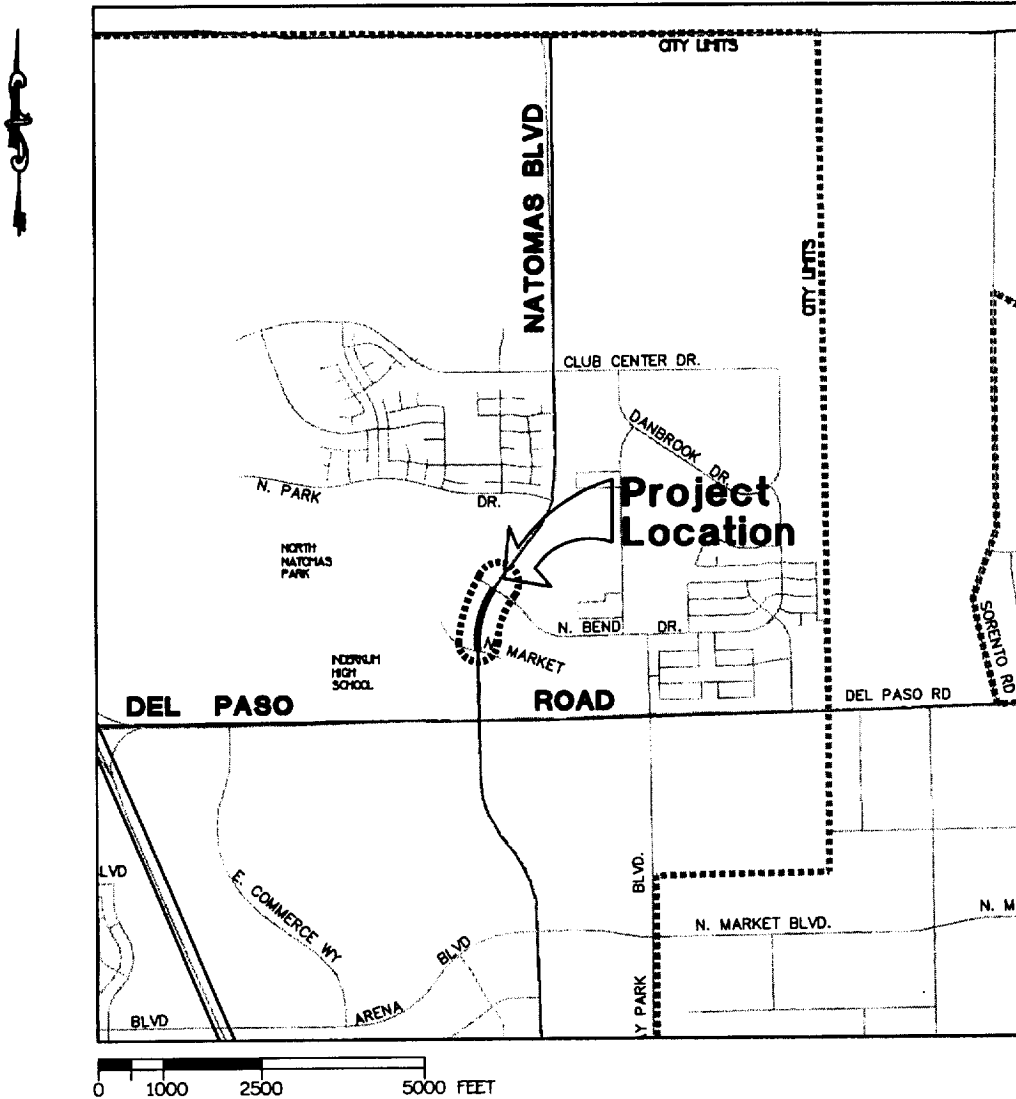 CITY LIMITS
NATOMAS BLVD
CITY LIMITS
CLUB CENTER DR.
DANBROOK DR.
N. PARK
DR.
Project
Location
NORTH
NATOMAS
PARK
N. BEND
DR.
N. MARKET
INDERKUM
HIGH
SCHOOL
SORENTO RD
DEL PASO
ROAD
DEL PASO RD
LVD
E. COMMERCE WY
BLVD.
N. MARKET BLVD.
N. M
BLVD
ARENA
BLVD
Y PARK
0 1000 2500 5000 FEET